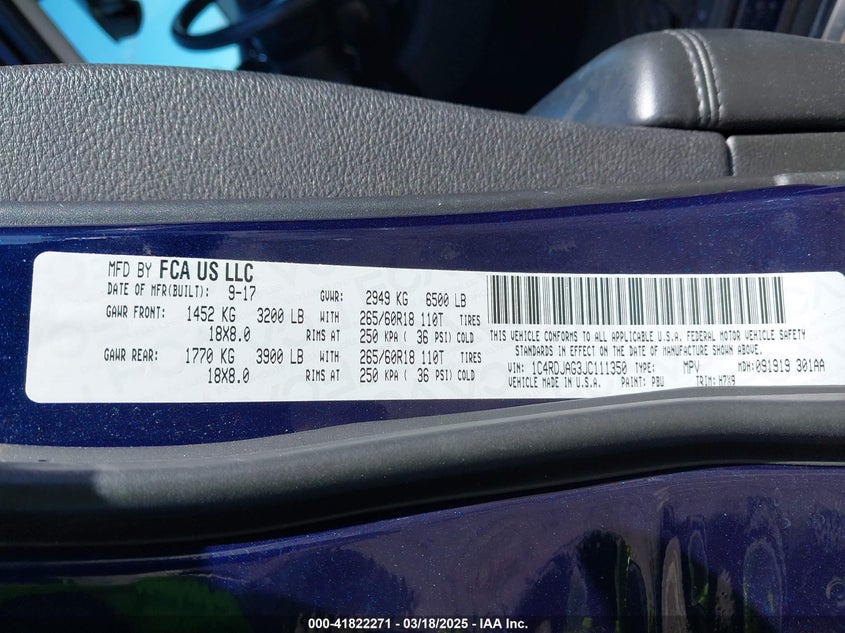 MFD BY FCA US LLC
DATE OF MFR(BUILT): 9-17 GVWR: 2949 KG 6500 LB
GAWR FRONT: 1452 KG 3200 LB WITH 265/60R18 110T TIRES
18X8.0 RIMS AT 250 KPA ( 36 PSI) COLD
GAWR REAR: 1770 KG 3900 LB WITH 265/60R18 110T TIRES
18X8.0 RIMS AT 250 KPA ( 36 PSI) COLD
THIS VEHICLE CONFORMS TO ALL APPLICABLE U.S.A. FEDERAL MOTOR VEHICLE SAFETY
STANDARDS IN EFFECT ON THE DATE OF MANUFACTURE SHOWN ABOVE.
VIN: 1C4RDJAG3JC111350 TYPE: MPV MDH:091919 301AA
VEHICLE MADE IN U.S.A. PAINT: PBU TRIM: H7X9
000-41822271 - 03/18/2025 - IAA Inc.